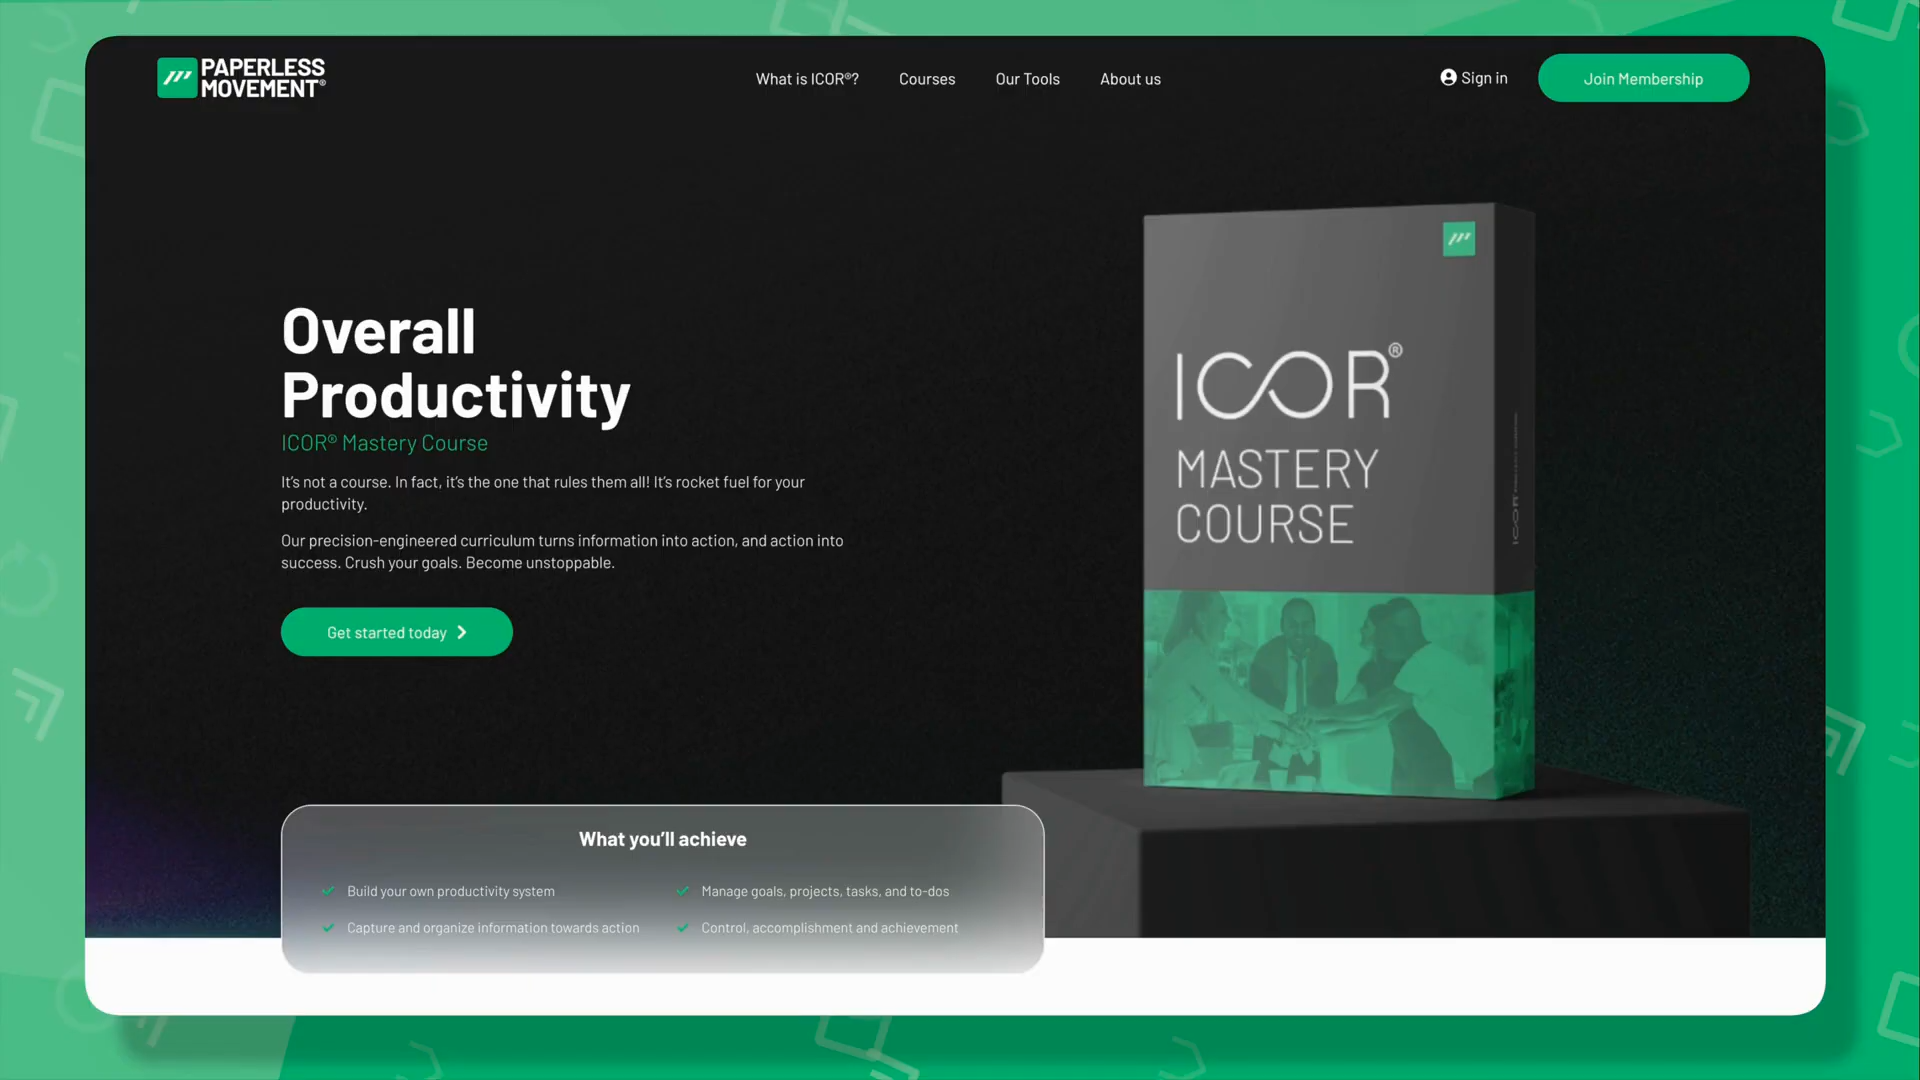 PAPERLESS
MOVEMENT®
What is ICOR®?
Courses
Our Tools
About us
Sign in
Join Membership
Overall
Productivity
ICOR® Mastery Course
It's not a course. In fact, it's the one that rules them all! It's rocket fuel for your
productivity.
Our precision-engineered curriculum turns information into action, and action into
success. Crush your goals. Become unstoppable.
Get started today
ICOR®
MASTERY
COURSE
What you'll achieve
Build your own productivity system
Manage goals, projects, tasks, and to-dos
Capture and organize information towards action
Control, accomplishment and achievement